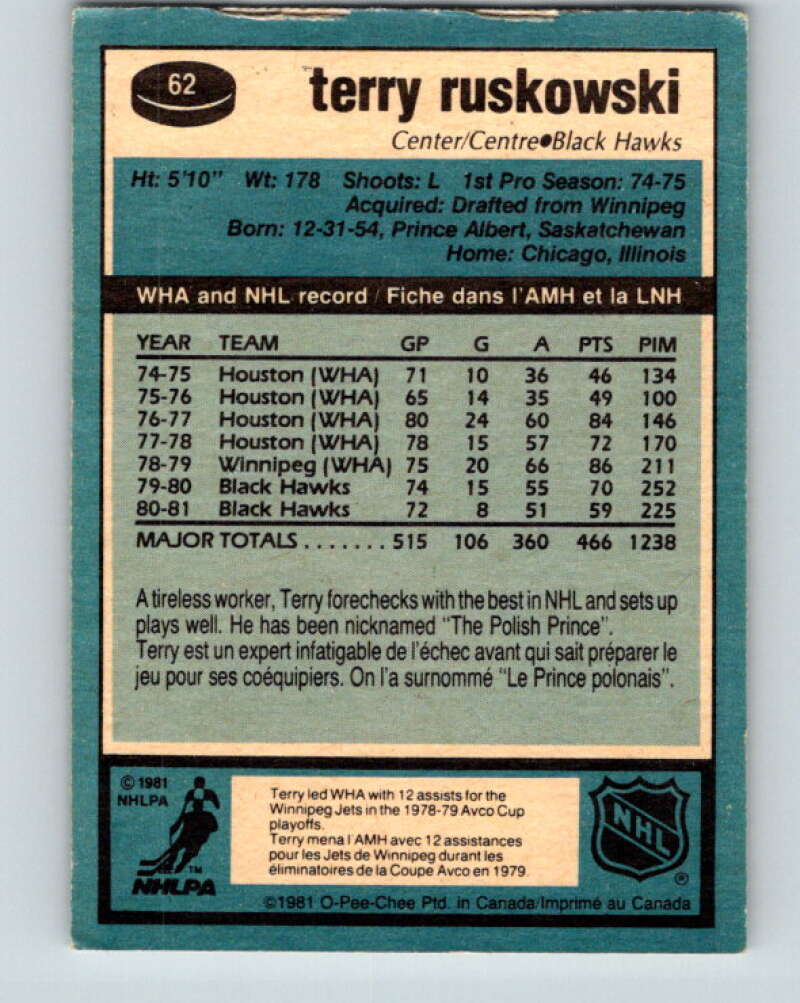 62
terry ruskowski
Center/Centre●Black Hawks
Ht: 5'10" Wt: 178 Shoots: L 1st Pro Season: 74-75
Acquired: Drafted from Winnipeg
Born: 12-31-54, Prince Albert, Saskatchewan
Home: Chicago, Illinois
WHA and NHL record / Fiche dans l'AMH et la LNH
YEAR TEAM GP G A PTS PIM
74-75 Houston (WHA) 71 10 36 46 134
75-76 Houston (WHA) 65 14 35 49 100
76-77 Houston (WHA) 80 24 60 84 146
77-78 Houston (WHA) 78 15 57 72 170
78-79 Winnipeg (WHA) 75 20 66 86 211
79-80 Black Hawks 74 15 55 70 252
80-81 Black Hawks 72 8 51 59 225
MAJOR TOTALS ....... 515 106 360 466 1238
A tireless worker, Terry forechecks with the best in NHL and sets up
plays well. He has been nicknamed "The Polish Prince".
Terry est un expert infatigable de l'échec avant qui sait préparer le
jeu pour ses coéquipiers. On l'a surnommé "Le Prince polonais".
© 1981
NHLPA
TM
NHLPA
Terry led WHA with 12 assists for the
Winnipeg Jets in the 1978-79 Avco Cup
playoffs.
Terry mena l'AMH avec 12 assistances
pour les Jets de Winnipeg durant les
éliminatoires de la Coupe Avco en 1979.
NHL
®
©1981 O-Pee-Chee Ptd. in Canada/Imprimé au Canada